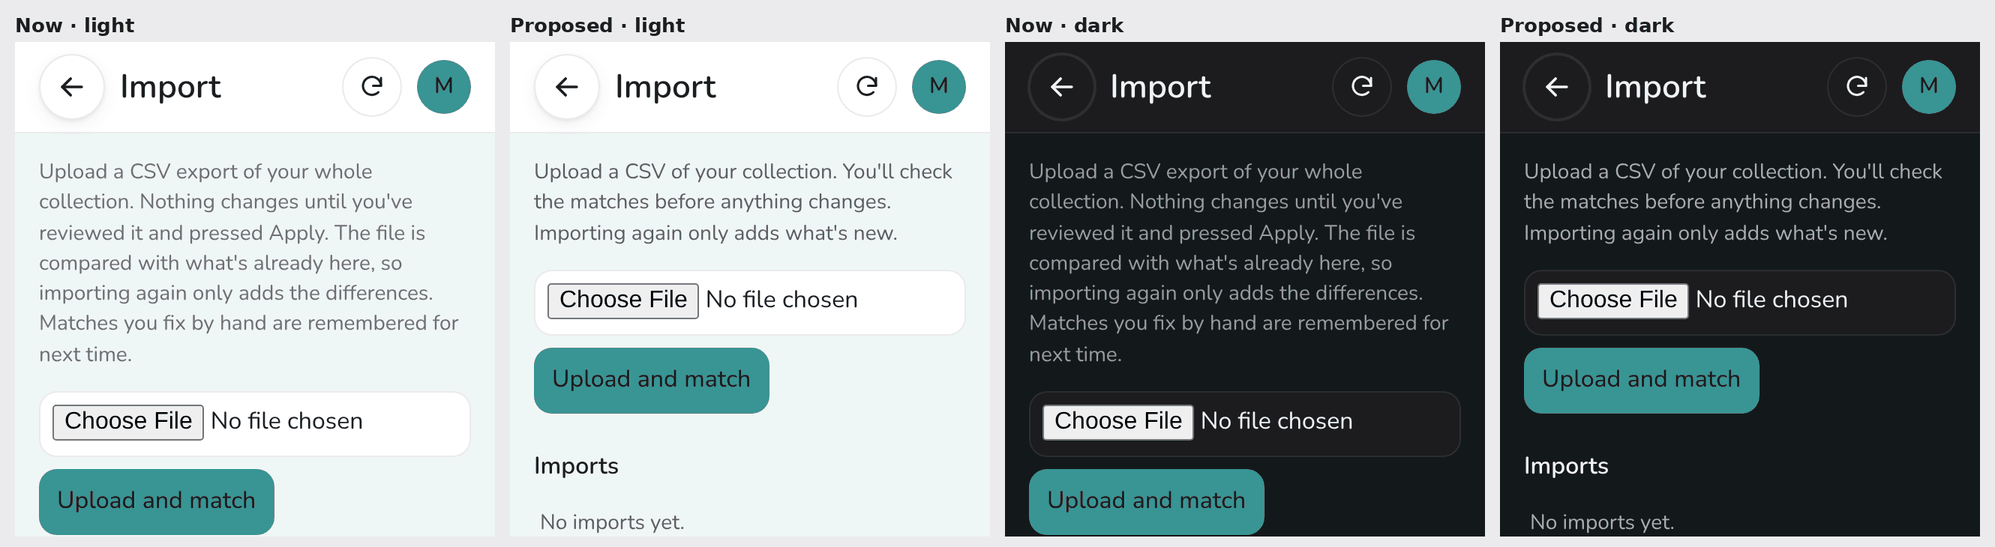 Now · light
Import
M
Upload a CSV export of your whole
collection. Nothing changes until you've
reviewed it and pressed Apply. The file is
compared with what's already here, so
importing again only adds the differences.
Matches you fix by hand are remembered for
next time.
Choose File No file chosen
Upload and match
Proposed · light
Import
M
Upload a CSV of your collection. You'll check
the matches before anything changes.
Importing again only adds what's new.
Choose File No file chosen
Upload and match
Imports
No imports yet.
Now · dark
Import
M
Upload a CSV export of your whole
collection. Nothing changes until you've
reviewed it and pressed Apply. The file is
compared with what's already here, so
importing again only adds the differences.
Matches you fix by hand are remembered for
next time.
Choose File No file chosen
Upload and match
Proposed · dark
Import
M
Upload a CSV of your collection. You'll check
the matches before anything changes.
Importing again only adds what's new.
Choose File No file chosen
Upload and match
Imports
No imports yet.